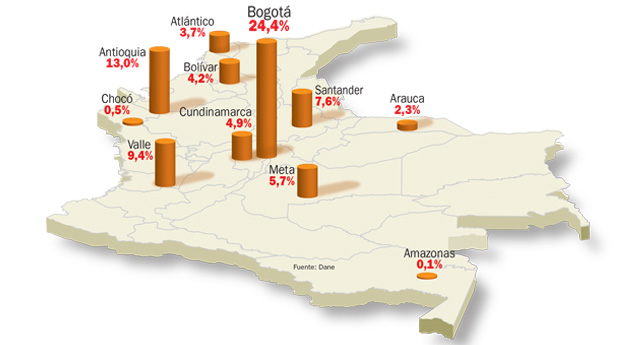 Bogotá
24,4%
Atlántico
3,7%
Antioquia
13,0%
Bolívar
4,2%
Santander
7,6%
Arauca
2,3%
Chocó
0,5%
Cundinamarca
4,9%
Valle
9,4%
Meta
5,7%
Amazonas
0,1%
Fuente: Dane